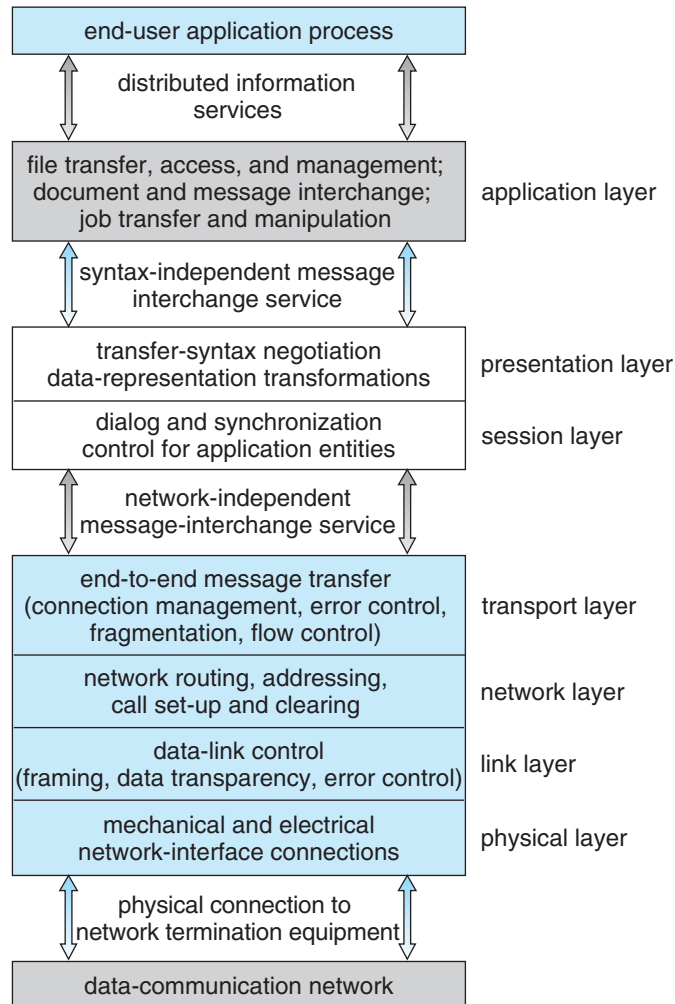 end-user application process
distributed information
services
file transfer, access, and management;
document and message interchange;
job transfer and manipulation
application layer
syntax-independent message
interchange service
transfer-syntax negotiation
data-representation transformations
presentation layer
dialog and synchronization
control for application entities
session layer
network-independent
message-interchange service
end-to-end message transfer
(connection management, error control,
fragmentation, flow control)
transport layer
network routing, addressing,
call set-up and clearing
network layer
data-link control
(framing, data transparency, error control)
link layer
mechanical and electrical
network-interface connections
physical layer
physical connection to
network termination equipment
data-communication network